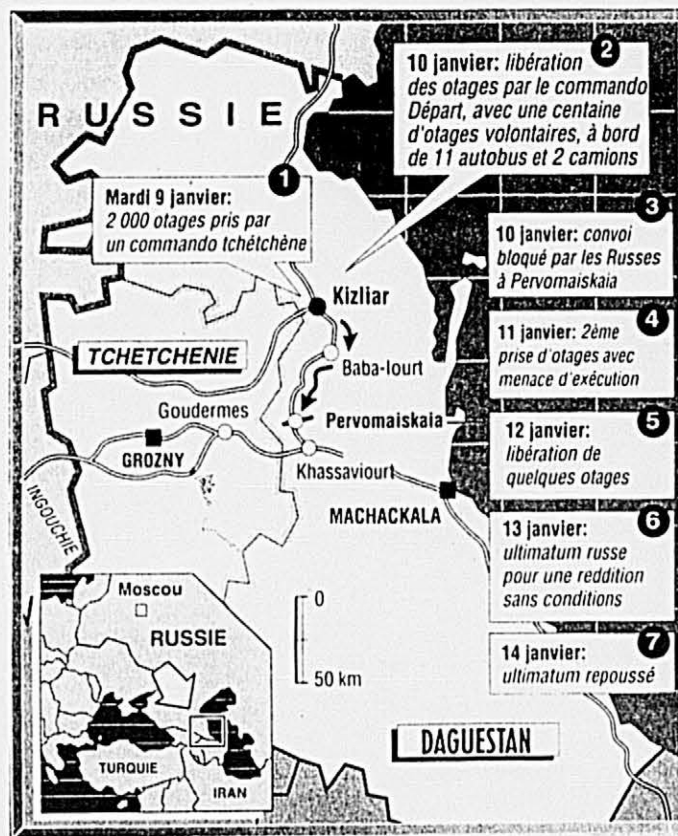 RUSSIE
1
Mardi 9 janvier:
2 000 otages pris par
un commando tchétchène
2
10 janvier: libération
des otages par le commando
Départ, avec une centaine
d'otages volontaires, à bord
de 11 autobus et 2 camions
3
10 janvier: convoi
bloqué par les Russes
à Pervomaiskaia
4
11 janvier: 2ème
prise d'otages avec
menace d'exécution
5
12 janvier:
libération de
quelques otages
6
13 janvier:
ultimatum russe
pour une reddition
sans conditions
7
14 janvier:
ultimatum repoussé
Kizliar
TCHETCHENIE
Baba-Iourt
Goudermes
Pervomaiskaia
GROZNY
Khassaviourt
MACHACKALA
INGOUCHIE
0
50 km
DAGUESTAN
Moscou
RUSSIE
TURQUIE
IRAN